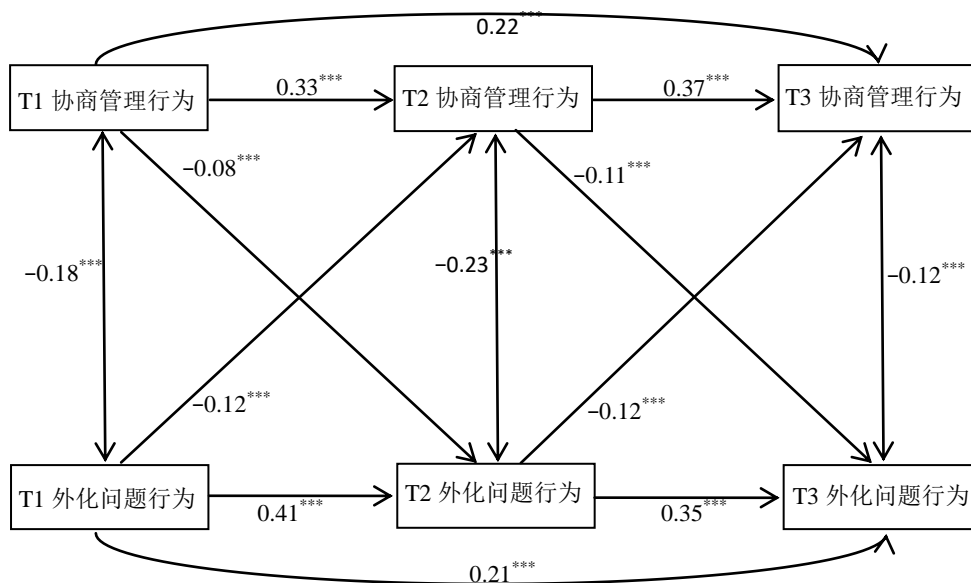 0.22***
T1 协商管理行为
0.33***
T2 协商管理行为
0.37***
T3 协商管理行为
−0.08***
−0.11***
−0.18***
−0.23***
−0.12***
−0.12***
−0.12***
T1 外化问题行为
0.41***
T2 外化问题行为
0.35***
T3 外化问题行为
0.21***